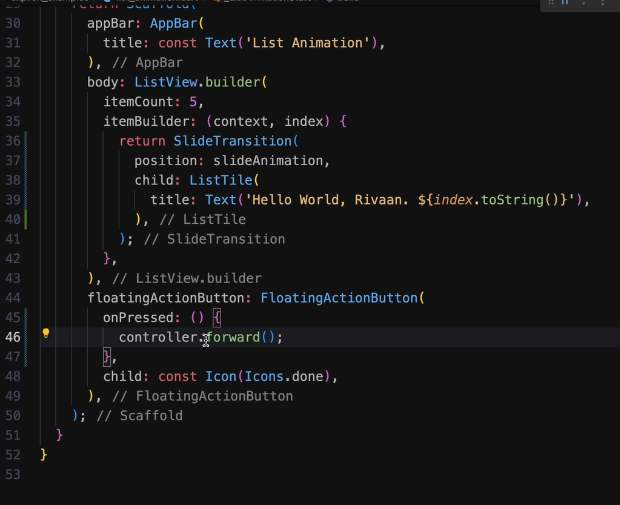 29 return Scaffold(
30 appBar: AppBar(
31 title: const Text('List Animation'),
32 ), // AppBar
33 body: ListView.builder(
34 itemCount: 5,
35 itemBuilder: (context, index) {
36 return SlideTransition(
37 position: slideAnimation,
38 child: ListTile(
39 title: Text('Hello World, Rivaan. ${index.toString()}'),
40 ), // ListTile
41 ); // SlideTransition
42 },
43 ), // ListView.builder
44 floatingActionButton: FloatingActionButton(
45 onPressed: () {
46 controller.forward();
47 },
48 child: const Icon(Icons.done),
49 ), // FloatingActionButton
50 ); // Scaffold
51 }
52 }
53